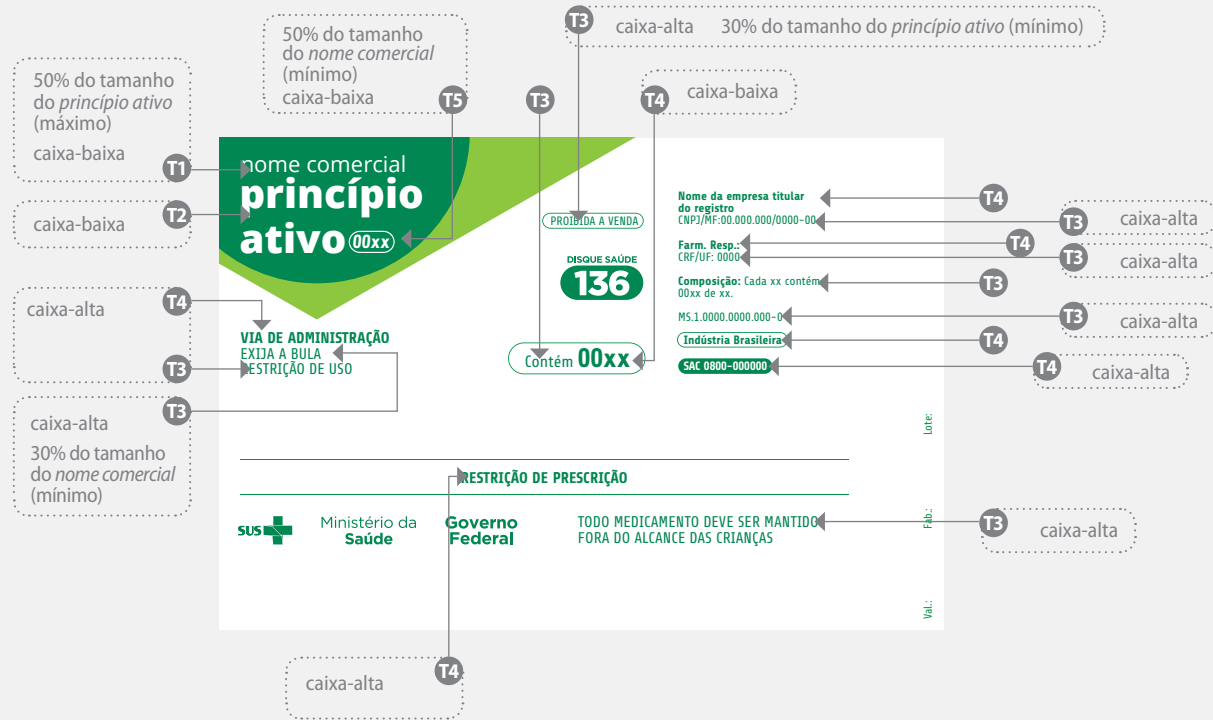 T3 caixa-alta 30% do tamanho do princípio ativo (mínimo)
50% do tamanho
do nome comercial
(mínimo)
caixa-baixa
T5
T3
T4 caixa-baixa
50% do tamanho
do princípio ativo
(máximo)
caixa-baixa
T1
caixa-baixa
T2
nome comercial
princípio
ativo 00xx
PROIBIDA A VENDA
DISQUE SAÚDE
136
Contém 00xx
Nome da empresa titular
do registro
CNPJ/MF:00.000.000/0000-00
Farm. Resp.:
CRF/UF: 0000
Composição: Cada xx contém
00xx de xx.
MS.1.0000.0000.000-0
Indústria Brasileira
SAC 0800-000000
T4
T3 caixa-alta
T4
T3 caixa-alta
T3
T3 caixa-alta
T4
T4 caixa-alta
caixa-alta
T4
T3
VIA DE ADMINISTRAÇÃO
EXIJA A BULA
RESTRIÇÃO DE USO
T3
caixa-alta
30% do tamanho
do nome comercial
(mínimo)
Lote:
RESTRIÇÃO DE PRESCRIÇÃO
SUS
Ministério da
Saúde
Governo
Federal
TODO MEDICAMENTO DEVE SER MANTIDO
FORA DO ALCANCE DAS CRIANÇAS
Fab.:
T3 caixa-alta
Val.:
T4
caixa-alta